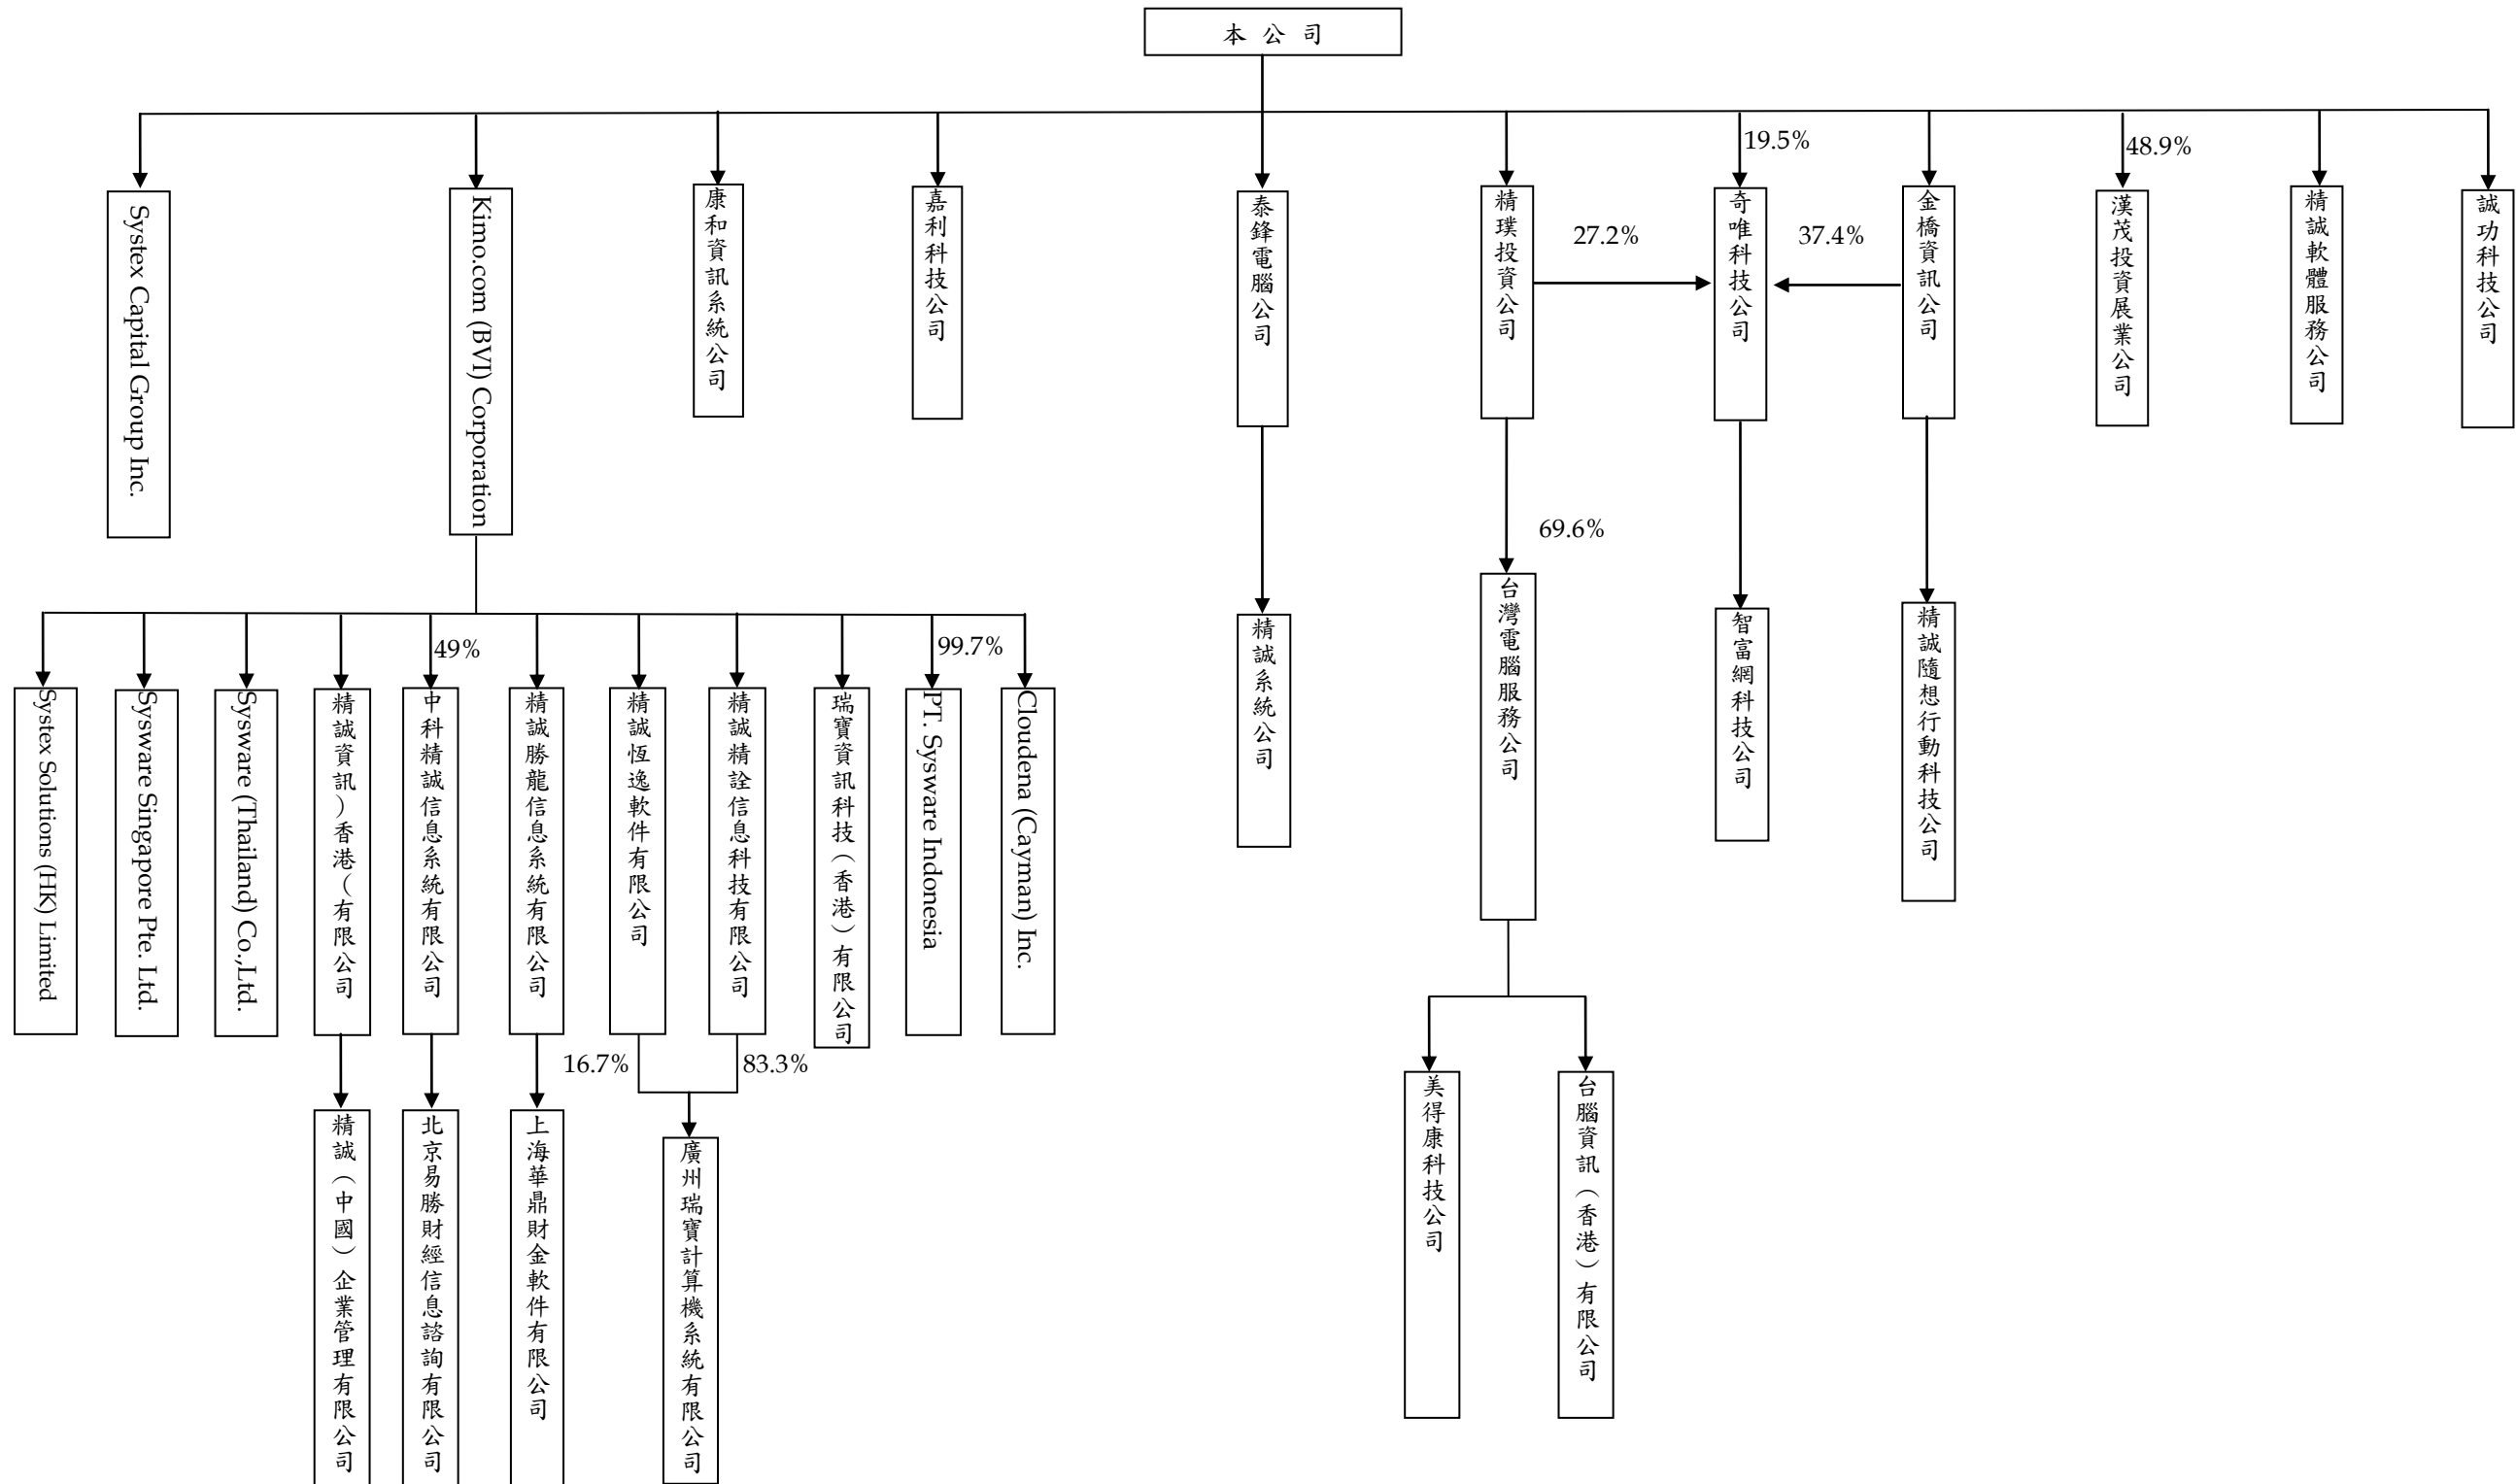 本 公 司
19.5%
48.9%
Systex Capital Group Inc.
Kimo.com (BVI) Corporation
康和資訊系統公司
嘉利科技公司
泰鋒電腦公司
精璞投資公司
27.2%
奇唯科技公司
37.4%
金橋資訊公司
漢茂投資展業公司
精誠軟體服務公司
誠功科技公司
69.6%
49%
99.7%
Systex Solutions (HK) Limited
Sysware Singapore Pte. Ltd.
Sysware (Thailand) Co.,Ltd.
精誠資訊）香港（有限公司
中科精誠信息系統有限公司
精誠勝龍信息系統有限公司
精誠恆逸軟件有限公司
精誠精詮信息科技有限公司
瑞寶資訊科技（香港）有限公司
PT. Sysware Indonesia
Cloudena (Cayman) Inc.
精誠系統公司
台灣電腦服務公司
智富網科技公司
精誠隨想行動科技公司
16.7%
83.3%
精誠（中國）企業管理有限公司
北京易勝財經信息諮詢有限公司
上海華鼎財金軟件有限公司
廣州瑞寶計算機系統有限公司
美得康科技公司
台腦資訊（香港）有限公司